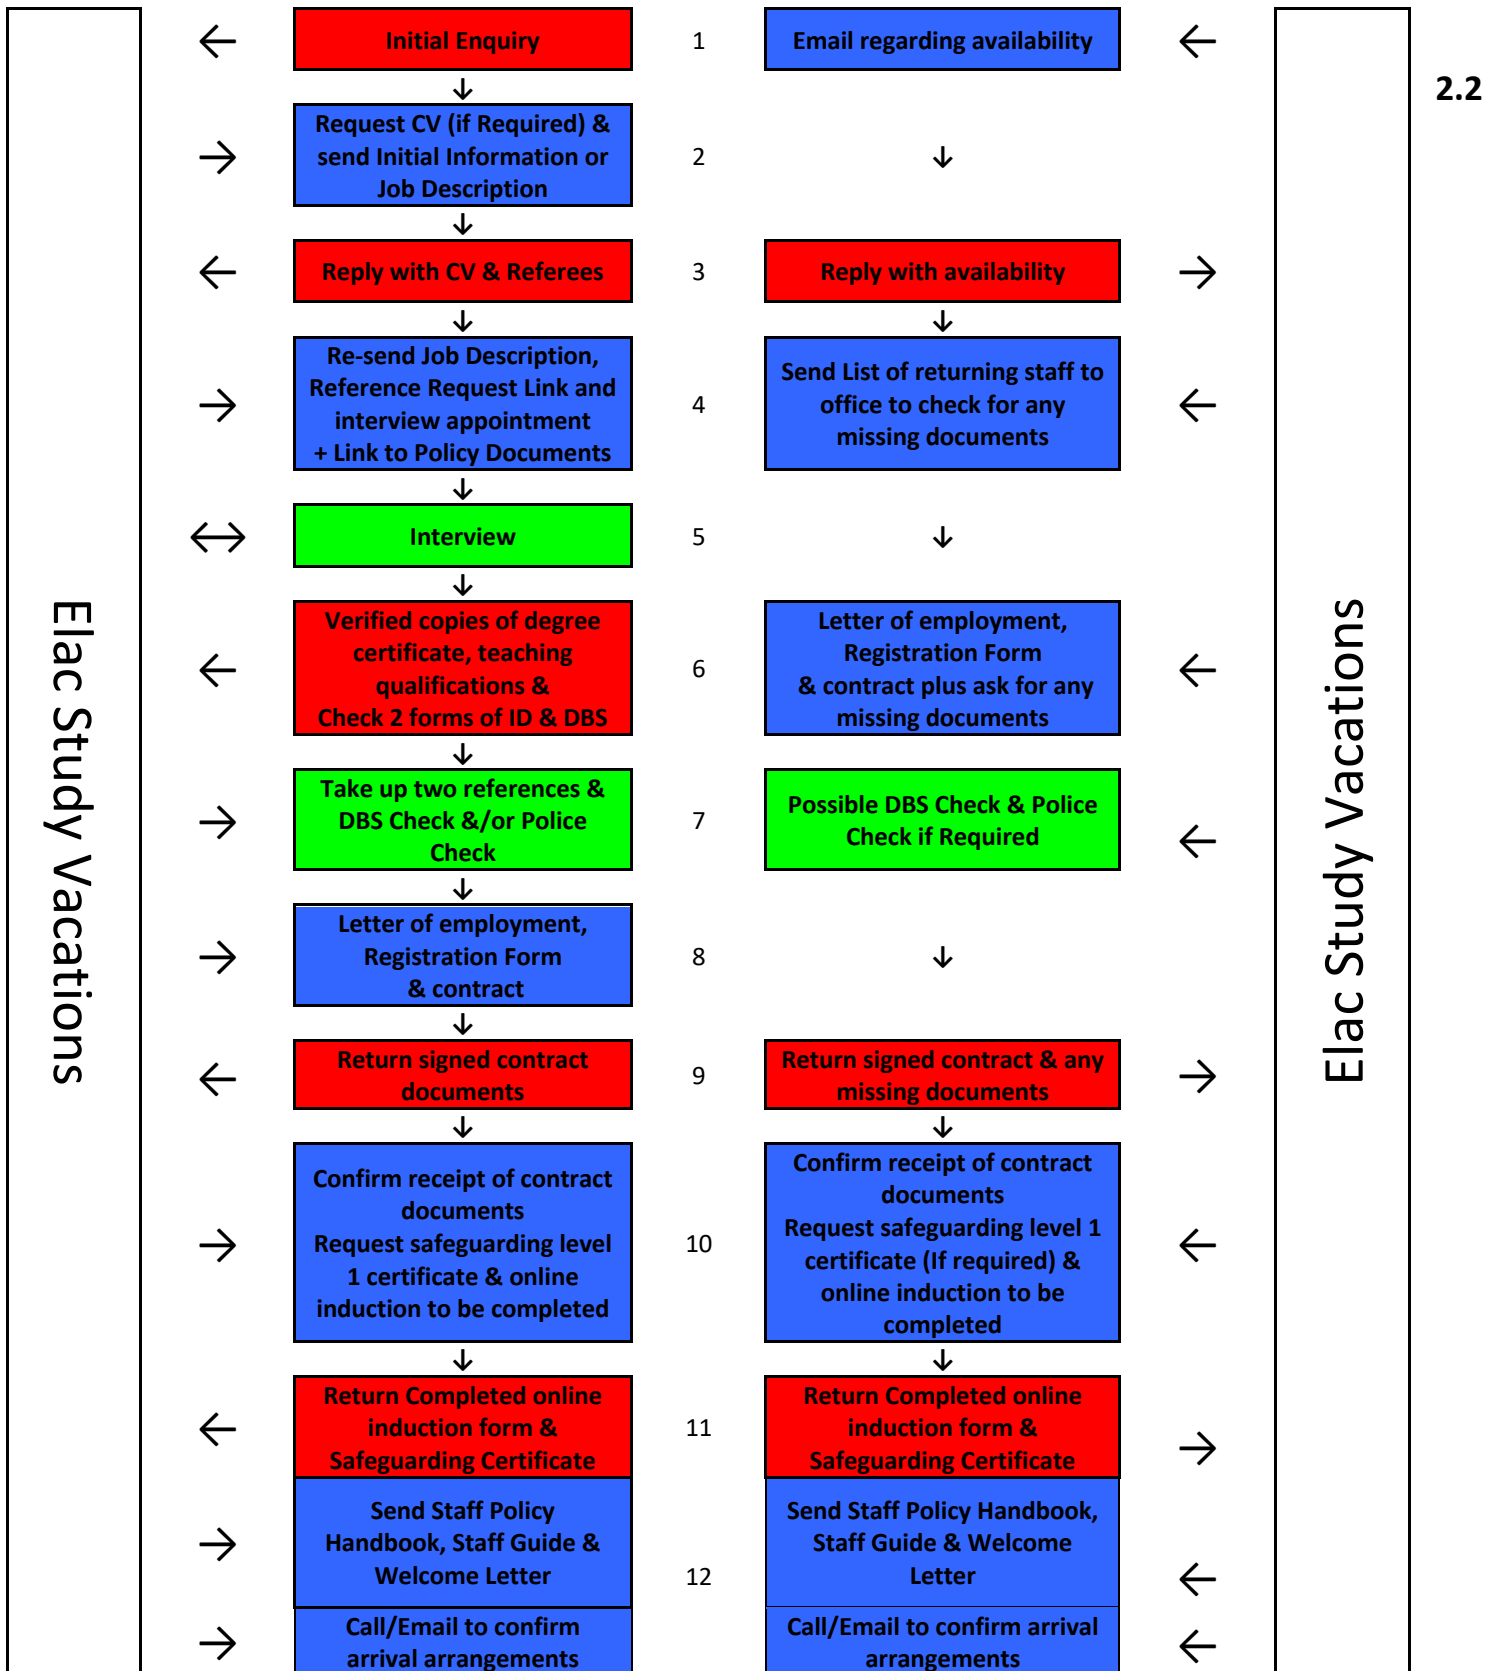 Initial Enquiry
1
Email regarding availability
2.2
Request CV (if Required) &
send Initial Information or
Job Description
2
Reply with CV & Referees
3
Reply with availability
Re-send Job Description,
Reference Request Link and
interview appointment
+ Link to Policy Documents
4
Send List of returning staff to
office to check for any
missing documents
Interview
5
Verified copies of degree
certificate, teaching
qualifications &
Check 2 forms of ID & DBS
6
Letter of employment,
Registration Form
& contract plus ask for any
missing documents
Take up two references &
DBS Check &/or Police
Check
7
Possible DBS Check & Police
Check if Required
Letter of employment,
Registration Form
& contract
8
Return signed contract
documents
9
Return signed contract & any
missing documents
Confirm receipt of contract
documents
Request safeguarding level
1 certificate & online
induction to be completed
10
Confirm receipt of contract
documents
Request safeguarding level 1
certificate (If required) &
online induction to be
completed
Return Completed online
induction form &
Safeguarding Certificate
11
Return Completed online
induction form &
Safeguarding Certificate
Send Staff Policy
Handbook, Staff Guide &
Welcome Letter
12
Send Staff Policy Handbook,
Staff Guide & Welcome
Letter
Call/Email to confirm
arrival arrangements
Call/Email to confirm arrival
arrangements
Elac Study Vacations
Elac Study Vacations